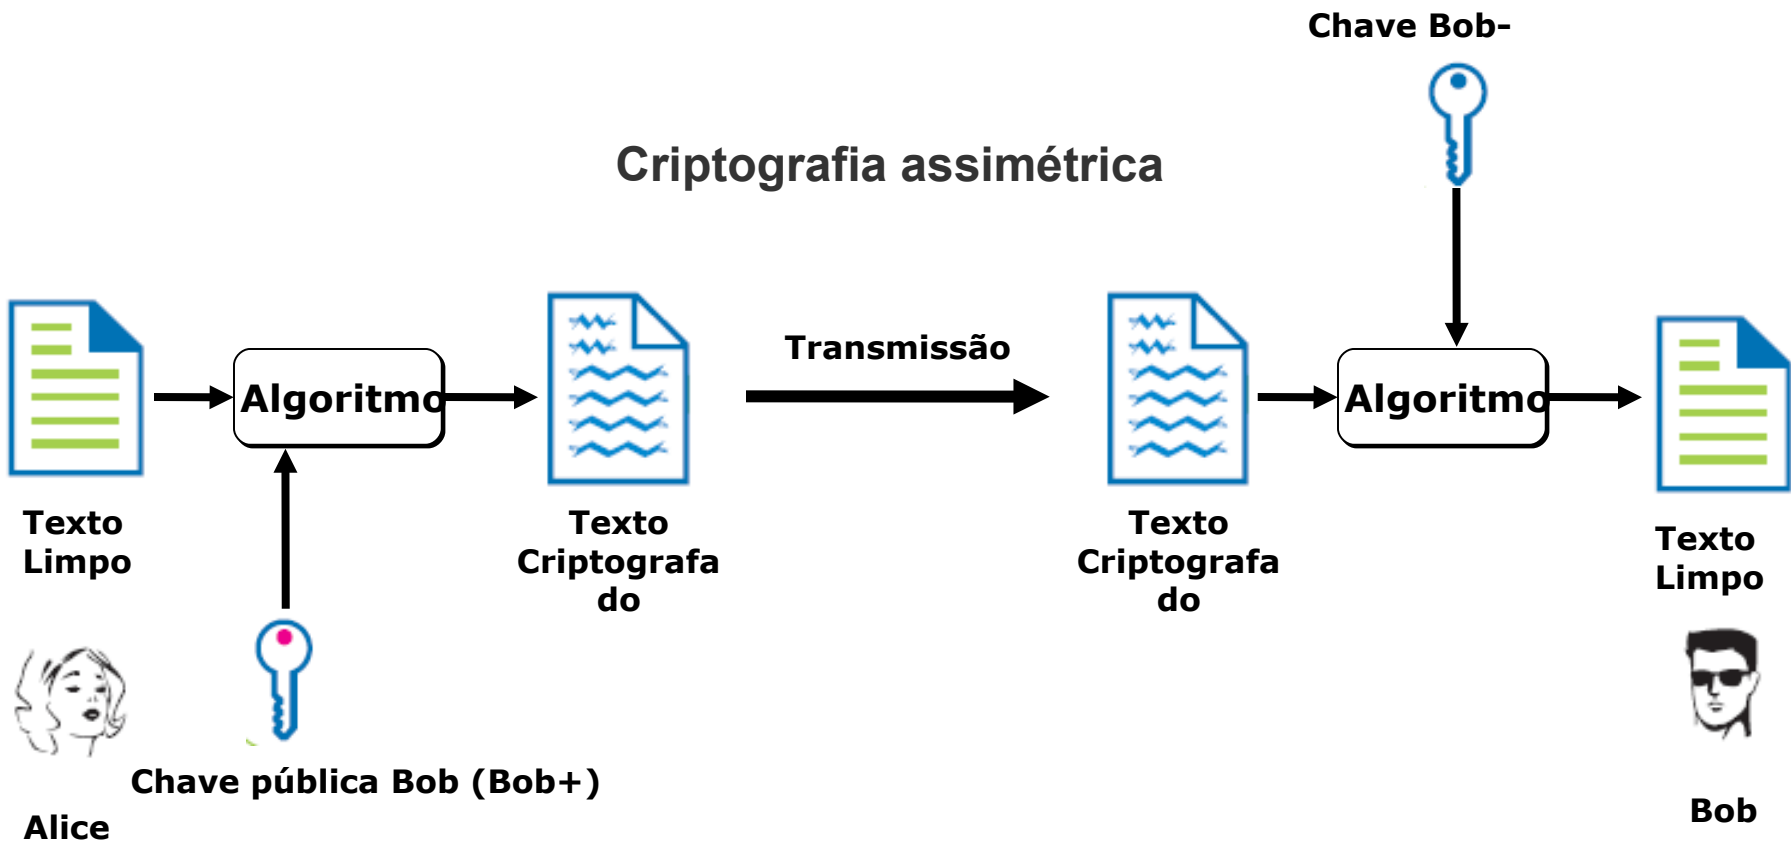 Chave Bob-
Criptografia assimétrica
Transmissão
Algoritmo
Algoritmo
Texto
Limpo
Texto
Criptografa
do
Texto
Criptografa
do
Texto
Limpo
Chave pública Bob (Bob+)
Alice
Bob